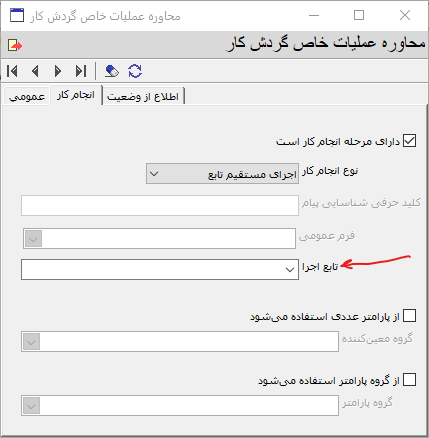 محاوره عملیات خاص گردش کار
محاوره عملیات خاص گردش کار
عمومی
انجام کار
اطلاع از وضعیت
دارای مرحله انجام کار است
نوع انجام کار
اجرای مستقیم تابع
کلید حرفی شناسایی پیام
فرم عمومی
تابع اجرا
از پارامتر عددی استفاده می‌شود
گروه معین‌کننده
از گروه پارامتر استفاده می‌شود
گروه پارامتر